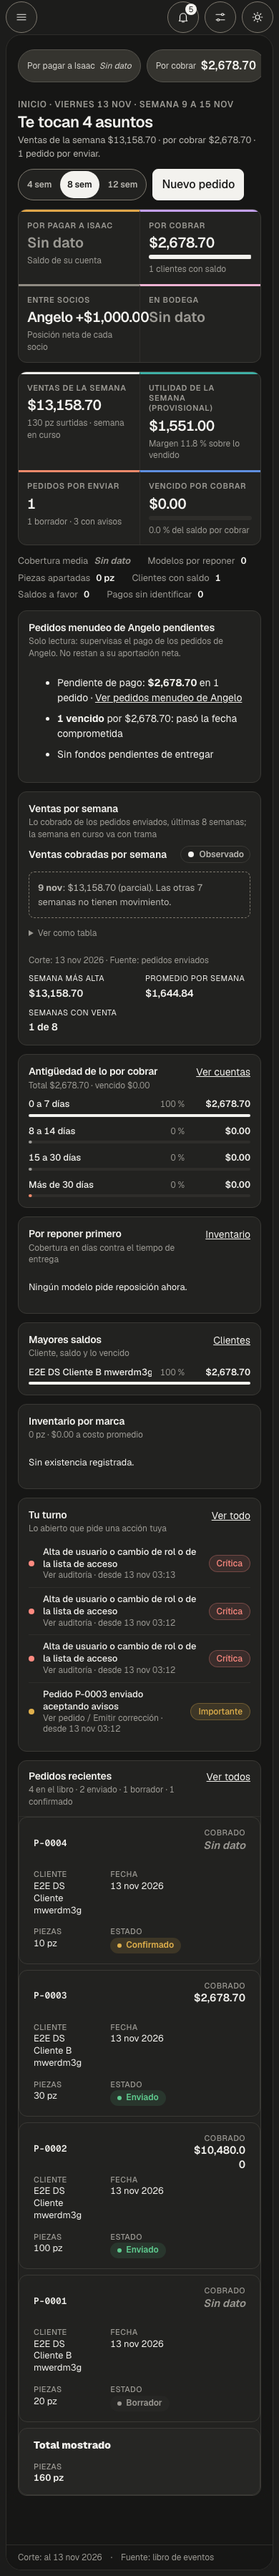 5
Por pagar a Isaac Sin dato
Por cobrar $2,678.70
INICIO · VIERNES 13 NOV · SEMANA 9 A 15 NOV
Te tocan 4 asuntos
Ventas de la semana $13,158.70 · por cobrar $2,678.70 ·
1 pedido por enviar.
4 sem 8 sem 12 sem Nuevo pedido
POR PAGAR A ISAAC
Sin dato
Saldo de su cuenta
POR COBRAR
$2,678.70
1 clientes con saldo
ENTRE SOCIOS
Angelo +$1,000.00
Posición neta de cada
socio
EN BODEGA
Sin dato
VENTAS DE LA SEMANA
$13,158.70
130 pz surtidas · semana
en curso
UTILIDAD DE LA
SEMANA
(PROVISIONAL)
$1,551.00
Margen 11.8 % sobre lo
vendido
PEDIDOS POR ENVIAR
1
1 borrador · 3 con avisos
VENCIDO POR COBRAR
$0.00
0.0 % del saldo por cobrar
Cobertura media Sin dato Modelos por reponer 0
Piezas apartadas 0 pz Clientes con saldo 1
Saldos a favor 0 Pagos sin identificar 0
Pedidos menudeo de Angelo pendientes
Solo lectura: supervisas el pago de los pedidos de
Angelo. No restan a su aportación neta.
• Pendiente de pago: $2,678.70 en 1
pedido · Ver pedidos menudeo de Angelo
• 1 vencido por $2,678.70: pasó la fecha
comprometida
• Sin fondos pendientes de entregar
Ventas por semana
Lo cobrado de los pedidos enviados, últimas 8 semanas;
la semana en curso va con trama
Ventas cobradas por semana Observado
9 nov: $13,158.70 (parcial). Las otras 7
semanas no tienen movimiento.
Ver como tabla
Corte: 13 nov 2026 · Fuente: pedidos enviados
SEMANA MÁS ALTA
$13,158.70
PROMEDIO POR SEMANA
$1,644.84
SEMANAS CON VENTA
1 de 8
Antigüedad de lo por cobrar Ver cuentas
Total $2,678.70 · vencido $0.00
0 a 7 días 100 % $2,678.70
8 a 14 días 0 % $0.00
15 a 30 días 0 % $0.00
Más de 30 días 0 % $0.00
Por reponer primero Inventario
Cobertura en días contra el tiempo de
entrega
Ningún modelo pide reposición ahora.
Mayores saldos Clientes
Cliente, saldo y lo vencido
E2E DS Cliente B mwerdm3g 100 % $2,678.70
Inventario por marca
0 pz · $0.00 a costo promedio
Sin existencia registrada.
Tu turno Ver todo
Lo abierto que pide una acción tuya
Alta de usuario o cambio de rol o de
la lista de acceso
Ver auditoría · desde 13 nov 03:13
Crítica
Alta de usuario o cambio de rol o de
la lista de acceso
Ver auditoría · desde 13 nov 03:12
Crítica
Alta de usuario o cambio de rol o de
la lista de acceso
Ver auditoría · desde 13 nov 03:12
Crítica
Pedido P-0003 enviado
aceptando avisos
Ver pedido / Emitir corrección ·
desde 13 nov 03:12
Importante
Pedidos recientes Ver todos
4 en el libro · 2 enviado · 1 borrador · 1
confirmado
P-0004
COBRADO
Sin dato
CLIENTE
E2E DS
Cliente
mwerdm3g
FECHA
13 nov 2026
PIEZAS
10 pz
ESTADO
Confirmado
P-0003
COBRADO
$2,678.70
CLIENTE
E2E DS
Cliente B
mwerdm3g
FECHA
13 nov 2026
PIEZAS
30 pz
ESTADO
Enviado
P-0002
COBRADO
$10,480.0
0
CLIENTE
E2E DS
Cliente
mwerdm3g
FECHA
13 nov 2026
PIEZAS
100 pz
ESTADO
Enviado
P-0001
COBRADO
Sin dato
CLIENTE
E2E DS
Cliente B
mwerdm3g
FECHA
13 nov 2026
PIEZAS
20 pz
ESTADO
Borrador
Total mostrado
PIEZAS
160 pz
Corte: al 13 nov 2026 · Fuente: libro de eventos